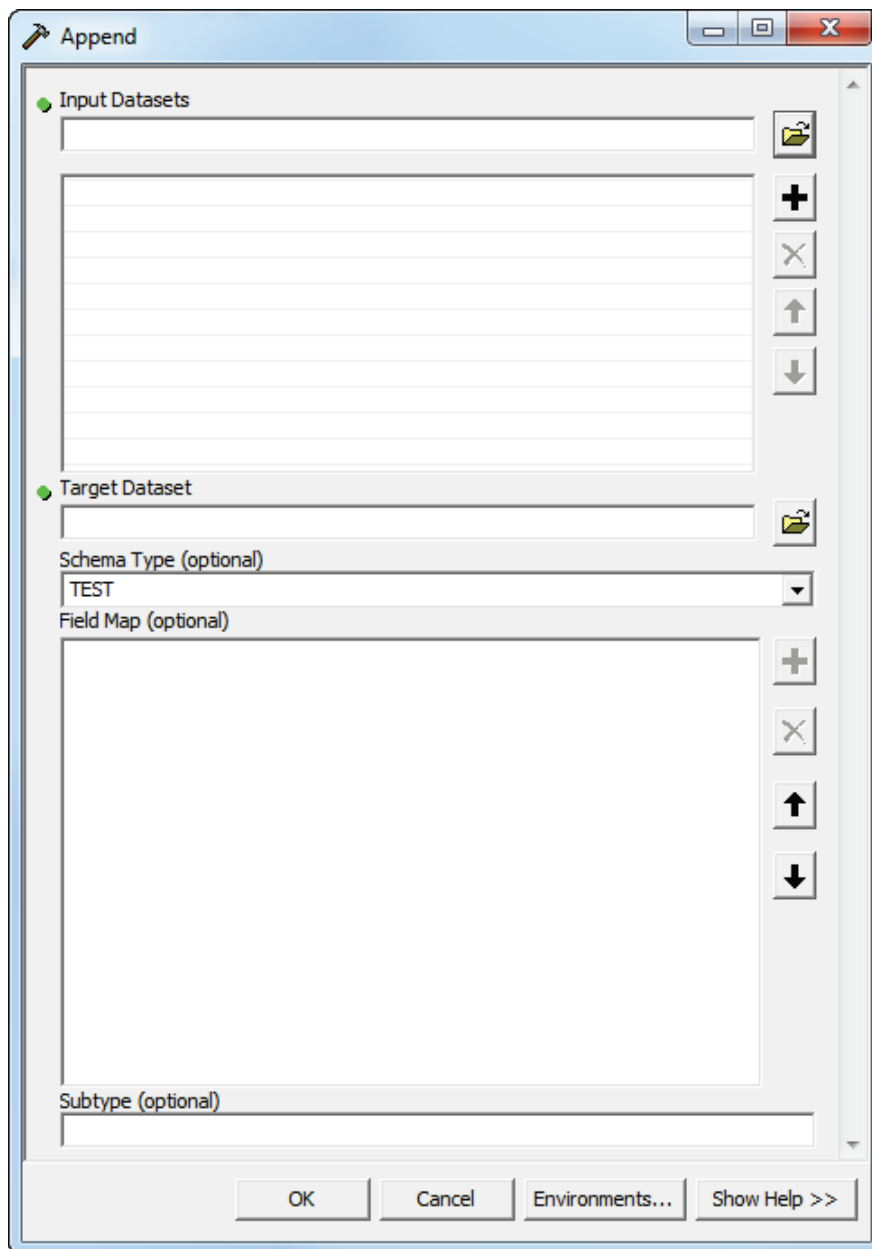 Append
Input Datasets
Target Dataset
Schema Type (optional)
TEST
Field Map (optional)
Subtype (optional)
OK Cancel Environments... Show Help >>